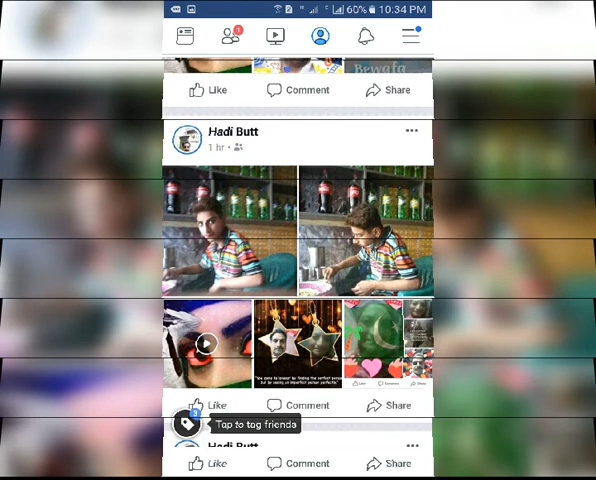 60% 10:34 PM
Bewafa
Like Comment Share
Hadi Butt
1 hr
Like Comment Share
3
Tap to tag friends
Hadi Butt
Like Comment Share